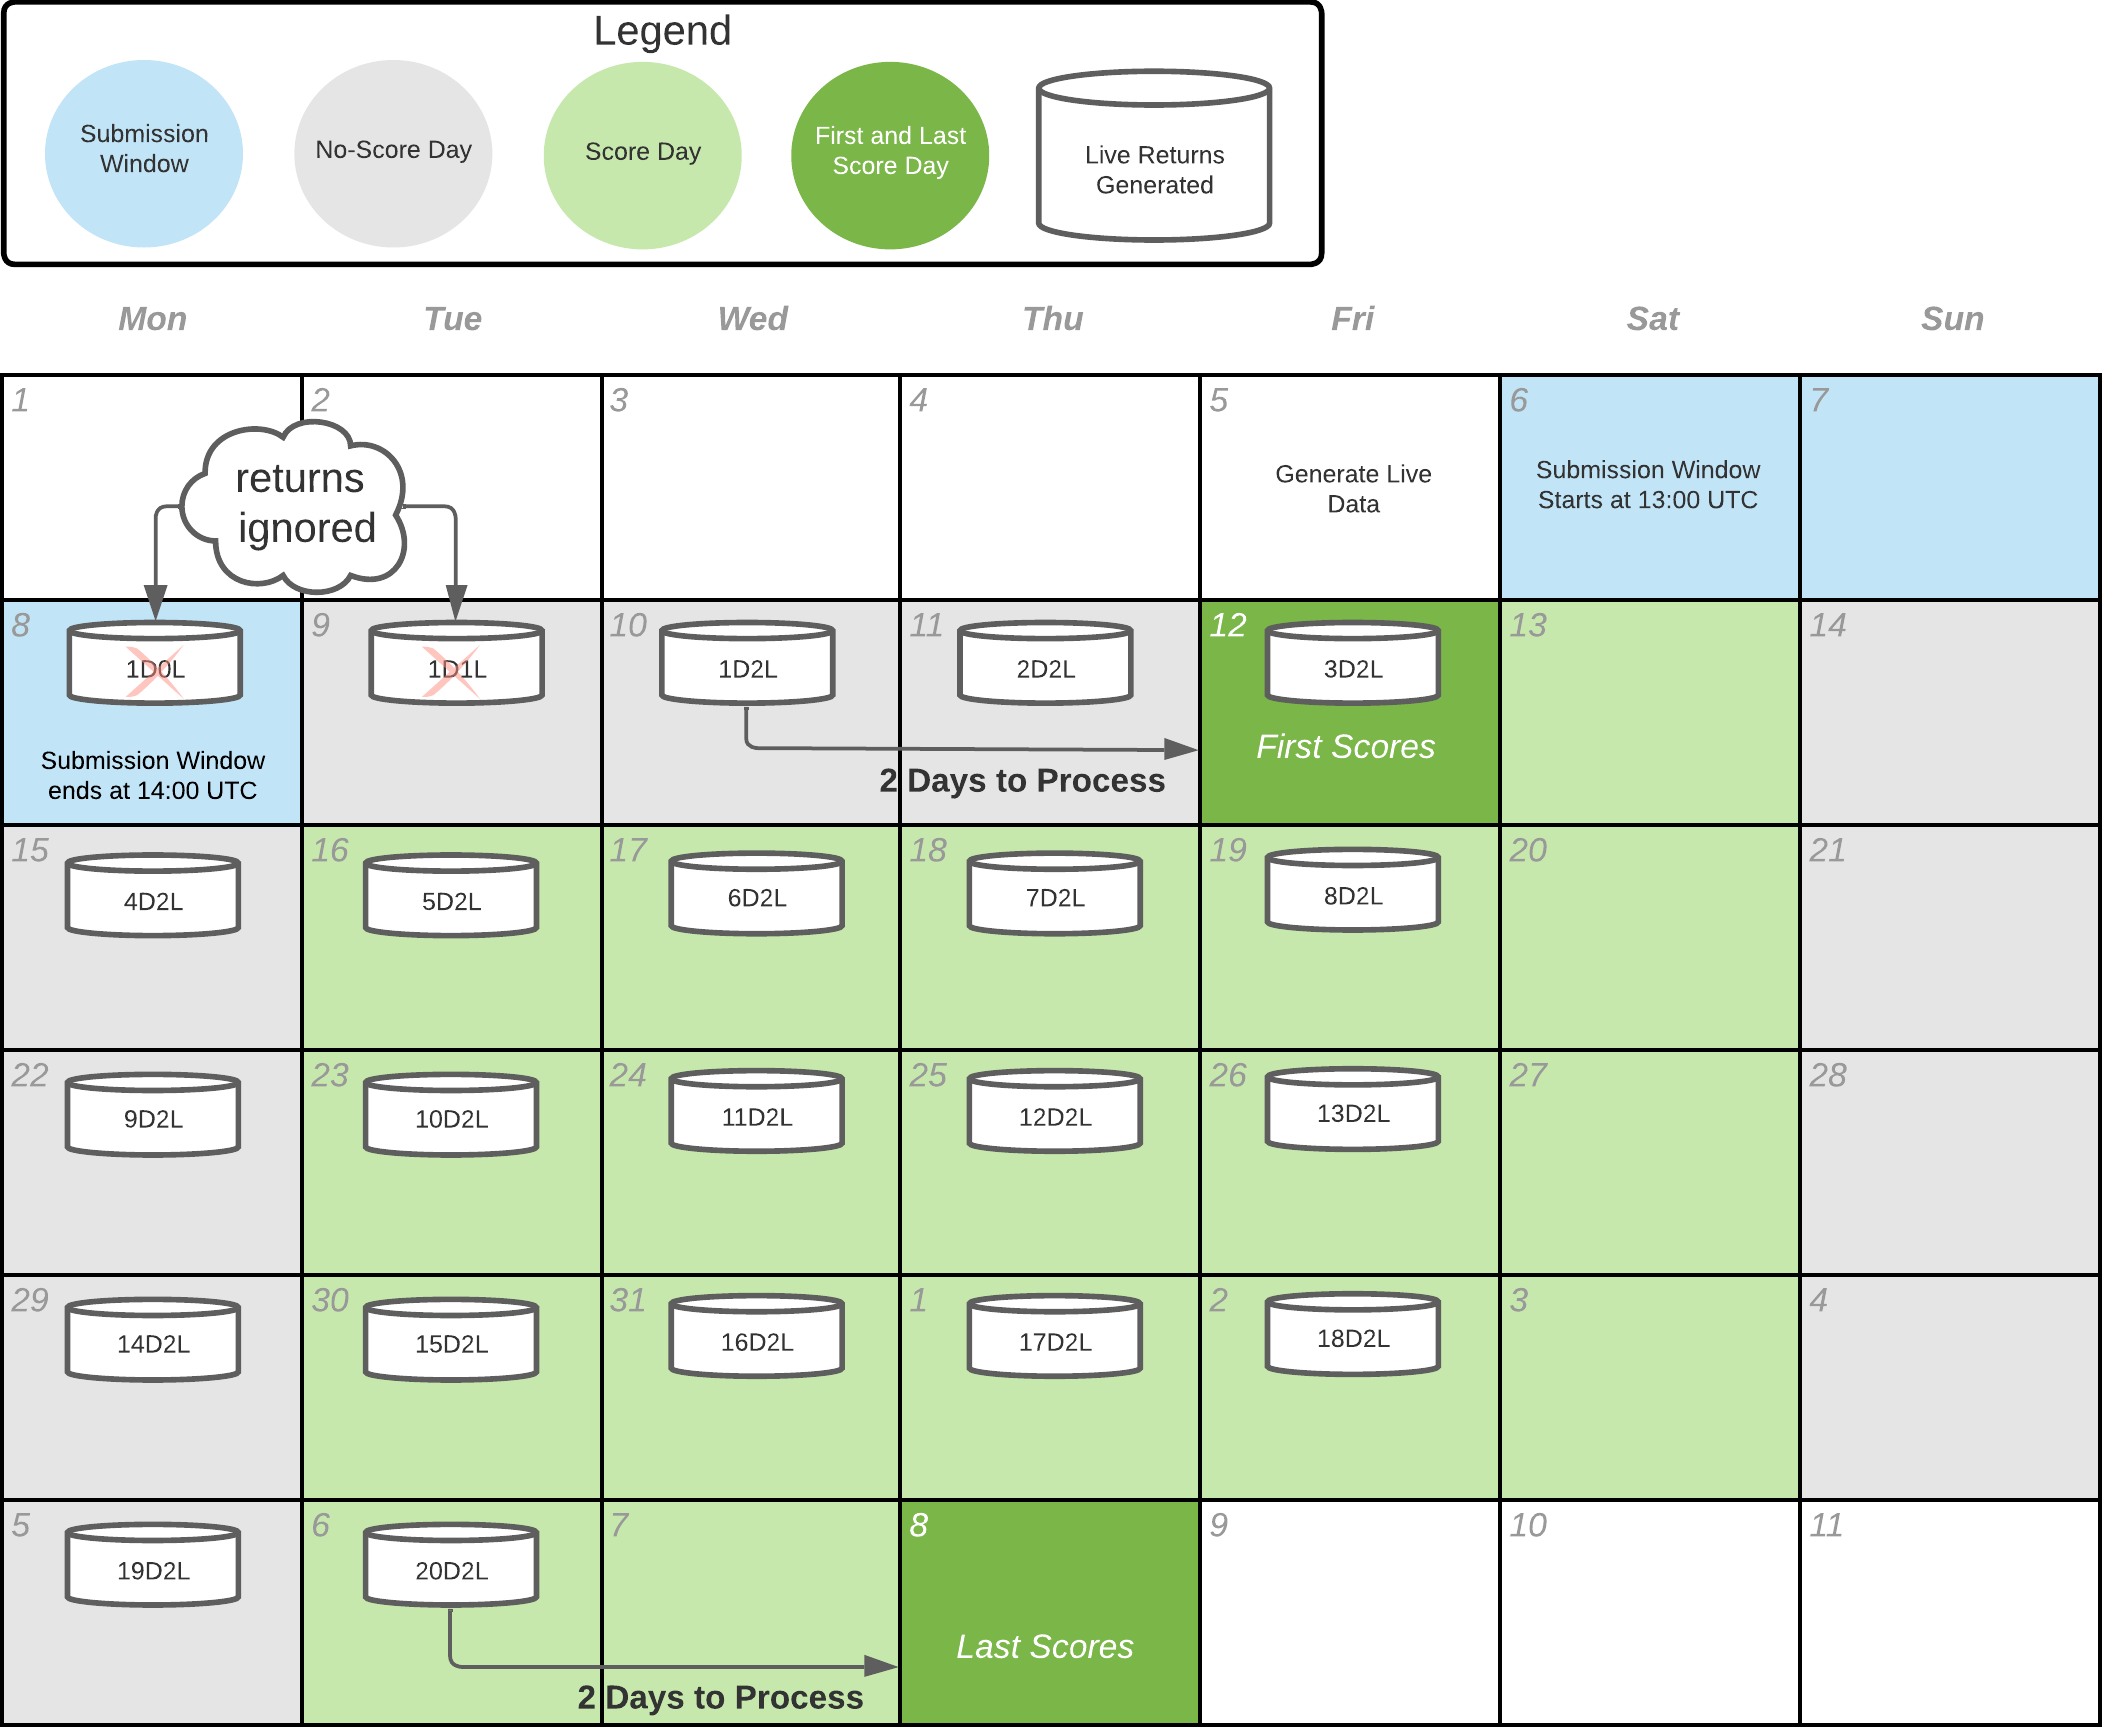 Legend
Submission
Window
No-Score Day
Score Day
First and Last
Score Day
Live Returns
Generated
Mon Tue Wed Thu Fri Sat Sun
1 2 3 4 5 6 7
returns
ignored
Generate Live
Data
Submission Window
Starts at 13:00 UTC
8 9 10 11 12 13 14
1D0L 1D1L 1D2L 2D2L 3D2L
First Scores
Submission Window
ends at 14:00 UTC
2 Days to Process
15 16 17 18 19 20 21
4D2L 5D2L 6D2L 7D2L 8D2L
22 23 24 25 26 27 28
9D2L 10D2L 11D2L 12D2L 13D2L
29 30 31 1 2 3 4
14D2L 15D2L 16D2L 17D2L 18D2L
5 6 7 8 9 10 11
19D2L 20D2L
Last Scores
2 Days to Process